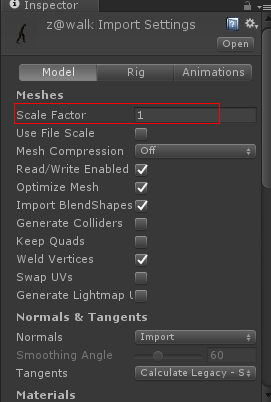 Inspector
z@walk Import Settings
Open
Model Rig Animations
Meshes
Scale Factor 1
Use File Scale
Mesh Compression Off
Read/Write Enabled
Optimize Mesh
Import BlendShapes
Generate Colliders
Keep Quads
Weld Vertices
Swap UVs
Generate Lightmap U
Normals & Tangents
Normals Import
Smoothing Angle 60
Tangents Calculate Legacy - S
Materials